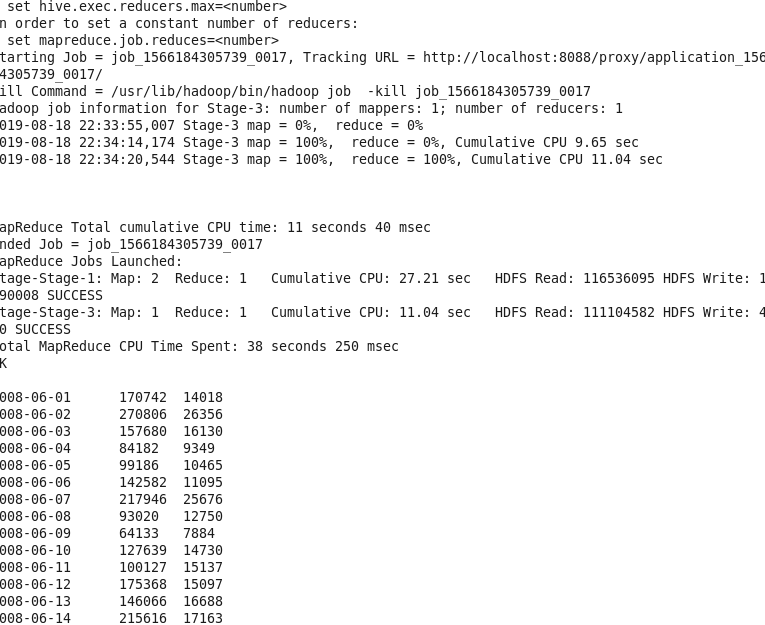 set hive.exec.reducers.max=<number>
n order to set a constant number of reducers:
set mapreduce.job.reduces=<number>
tarting Job = job_1566184305739_0017, Tracking URL = http://localhost:8088/proxy/application_156
4305739_0017/
ill Command = /usr/lib/hadoop/bin/hadoop job  -kill job_1566184305739_0017
adoop job information for Stage-3: number of mappers: 1; number of reducers: 1
019-08-18 22:33:55,007 Stage-3 map = 0%,  reduce = 0%
019-08-18 22:34:14,174 Stage-3 map = 100%,  reduce = 0%, Cumulative CPU 9.65 sec
019-08-18 22:34:20,544 Stage-3 map = 100%,  reduce = 100%, Cumulative CPU 11.04 sec
apReduce Total cumulative CPU time: 11 seconds 40 msec
nded Job = job_1566184305739_0017
apReduce Jobs Launched:
tage-Stage-1: Map: 2  Reduce: 1   Cumulative CPU: 27.21 sec   HDFS Read: 116536095 HDFS Write: 1
90008 SUCCESS
tage-Stage-3: Map: 1  Reduce: 1   Cumulative CPU: 11.04 sec   HDFS Read: 111104582 HDFS Write: 4
0 SUCCESS
otal MapReduce CPU Time Spent: 38 seconds 250 msec
K
008-06-01      170742  14018
008-06-02      270806  26356
008-06-03      157680  16130
008-06-04      84182   9349
008-06-05      99186   10465
008-06-06      142582  11095
008-06-07      217946  25676
008-06-08      93020   12750
008-06-09      64133   7884
008-06-10      127639  14730
008-06-11      100127  15137
008-06-12      175368  15097
008-06-13      146066  16688
008-06-14      215616  17163